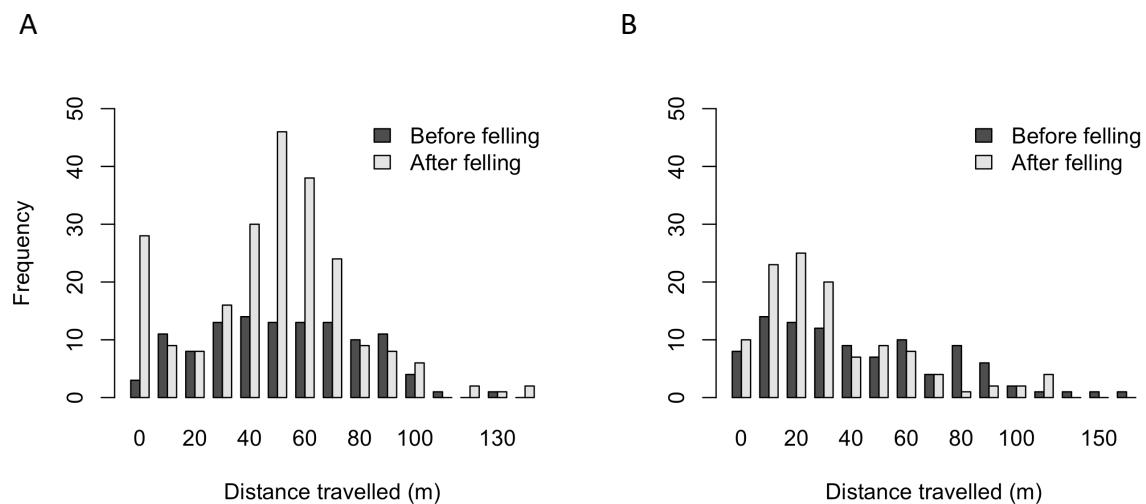 A
Before felling
After felling
Frequency
0
10
20
30
40
50
0 20 40 60 80 100 130
Distance travelled (m)
B
Before felling
After felling
0
10
20
30
40
50
0 20 40 60 80 100 150
Distance travelled (m)